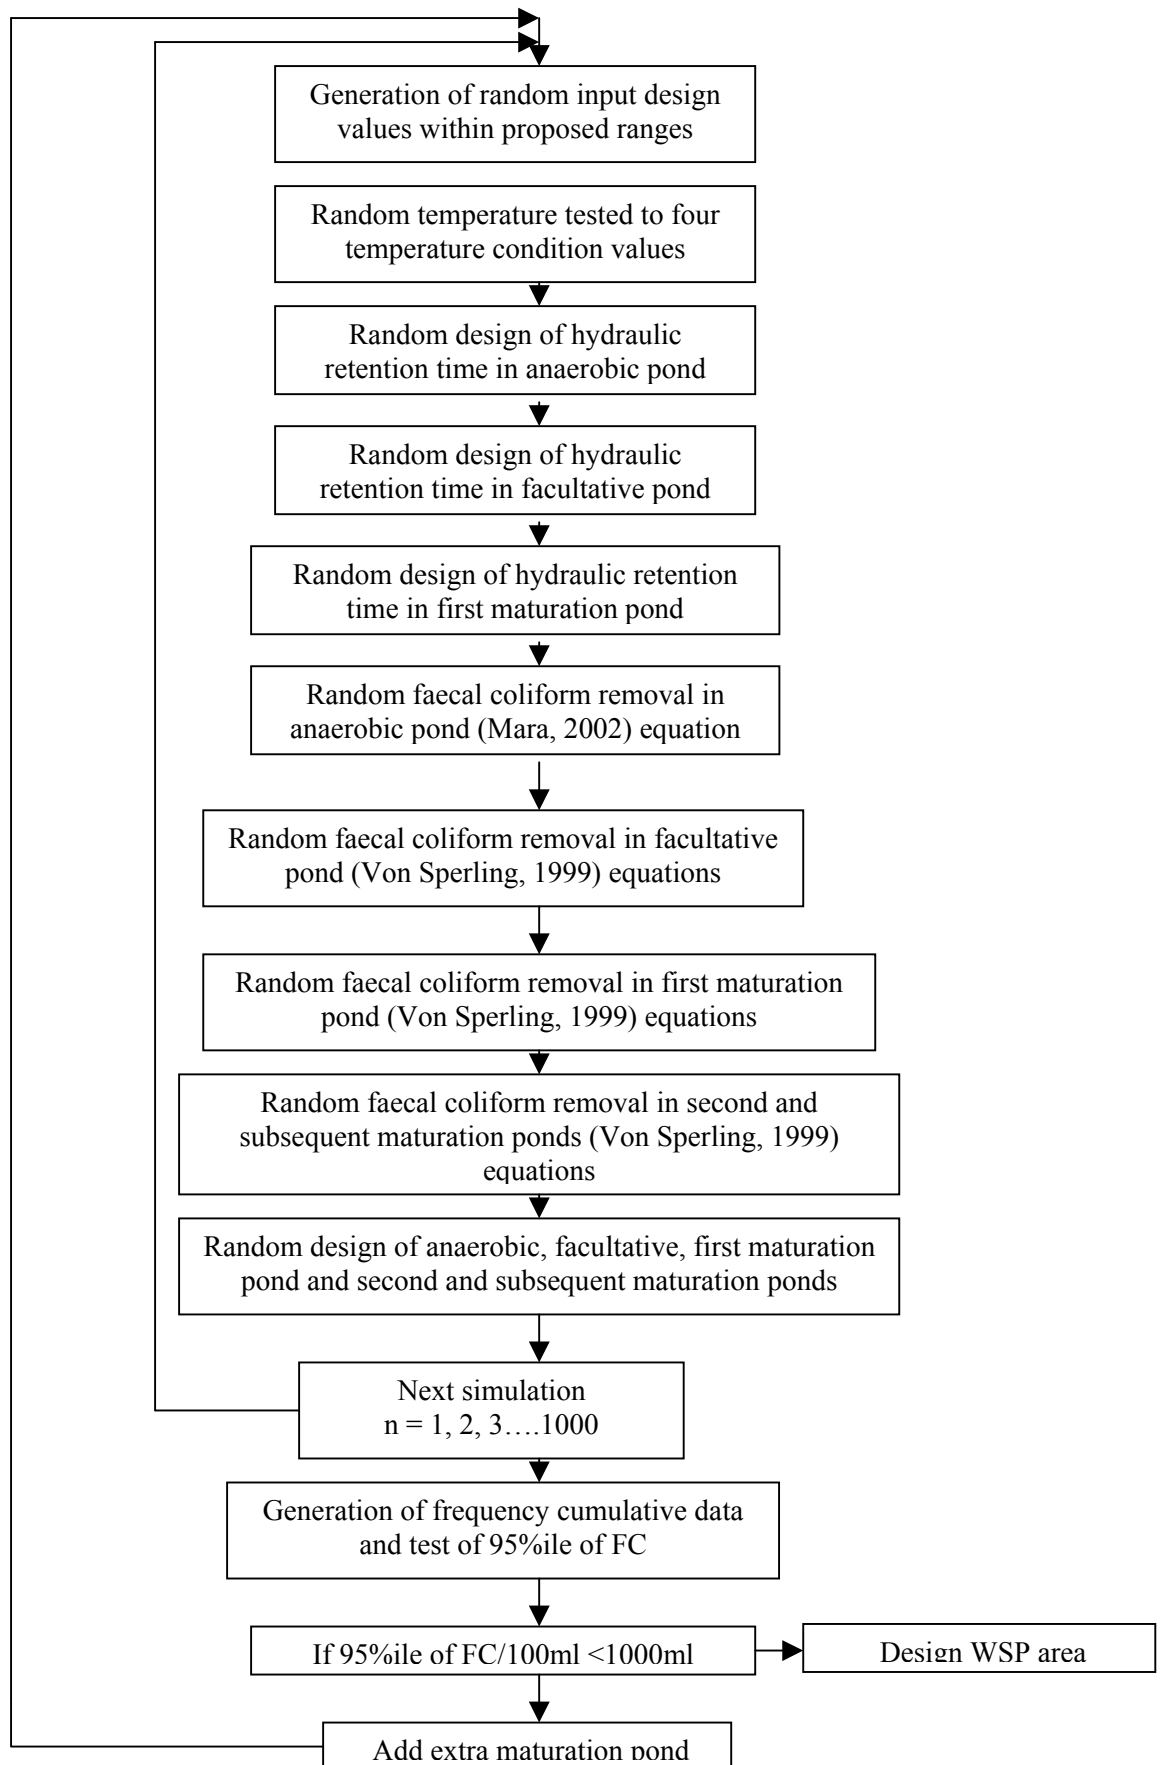 Generation of random input design
values within proposed ranges
Random temperature tested to four
temperature condition values
Random design of hydraulic
retention time in anaerobic pond
Random design of hydraulic
retention time in facultative pond
Random design of hydraulic retention
time in first maturation pond
Random faecal coliform removal in
anaerobic pond (Mara, 2002) equation
Random faecal coliform removal in facultative
pond (Von Sperling, 1999) equations
Random faecal coliform removal in first maturation
pond (Von Sperling, 1999) equations
Random faecal coliform removal in second and
subsequent maturation ponds (Von Sperling, 1999)
equations
Random design of anaerobic, facultative, first maturation
pond and second and subsequent maturation ponds
Next simulation
n = 1, 2, 3….1000
Generation of frequency cumulative data
and test of 95%ile of FC
If 95%ile of FC/100ml <1000ml
Design WSP area
Add extra maturation pond